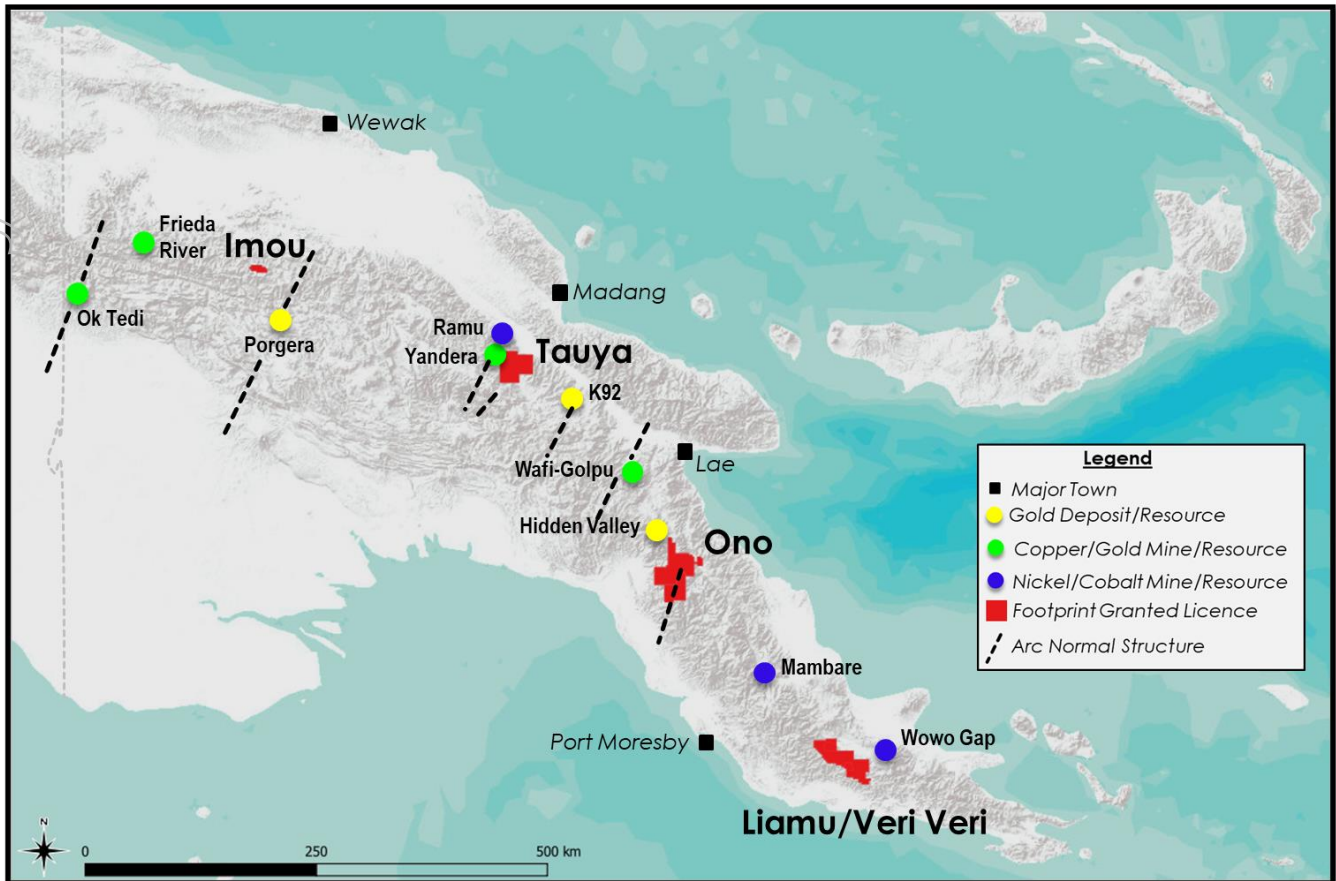 Wewak
Frieda
River
Imou
Ok Tedi
Porgera
Madang
Ramu
Yandera
Tauya
K92
Wafi-Golpu
Lae
Hidden Valley
Ono
Mambare
Port Moresby
Wowo Gap
Liamu/Veri Veri
Legend
Major Town
Gold Deposit/Resource
Copper/Gold Mine/Resource
Nickel/Cobalt Mine/Resource
Footprint Granted Licence
Arc Normal Structure
N
0 250 500 km